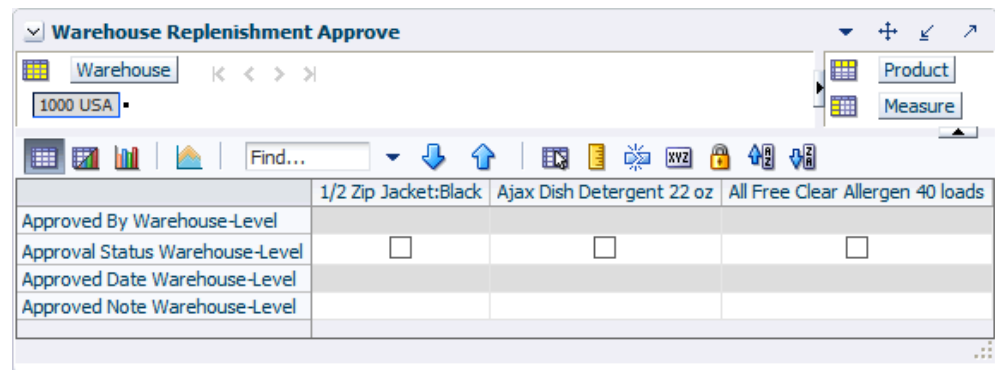 Warehouse Replenishment Approve
Warehouse
Product
1000 USA
Measure
Find...
XYZ
1/2 Zip Jacket:Black Ajax Dish Detergent 22 oz All Free Clear Allergen 40 loads
Approved By Warehouse-Level
Approval Status Warehouse-Level
Approved Date Warehouse-Level
Approved Note Warehouse-Level